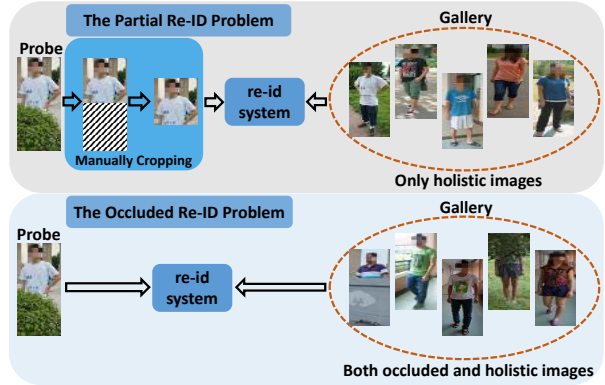 The Partial Re-ID Problem
Gallery
Probe
re-id
system
Manually Cropping
Only holistic images
The Occluded Re-ID Problem
Gallery
Probe
re-id
system
Both occluded and holistic images